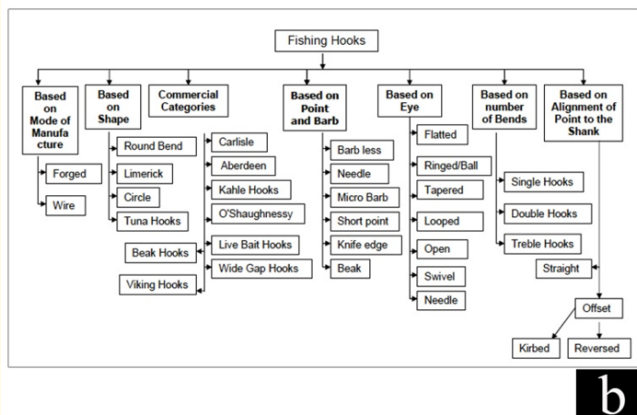 Fishing Hooks
Based
on
Mode of
Manufa
cture
Forged
Wire
Based
on
Shape
Round Bend
Limerick
Circle
Tuna Hooks
Commercial
Categories
Carlisle
Aberdeen
Kahle Hooks
O'Shaughnessy
Live Bait Hooks
Wide Gap Hooks
Beak Hooks
Viking Hooks
Based on
Point
and Barb
Barb less
Needle
Micro Barb
Short point
Knife edge
Beak
Based on
Eye
Flatted
Ringed/Ball
Tapered
Looped
Open
Swivel
Needle
Based on
number
of Bends
Single Hooks
Double Hooks
Treble Hooks
Based on
Alignment of
Point to the
Shank
Straight
Offset
Kirbed
Reversed
b